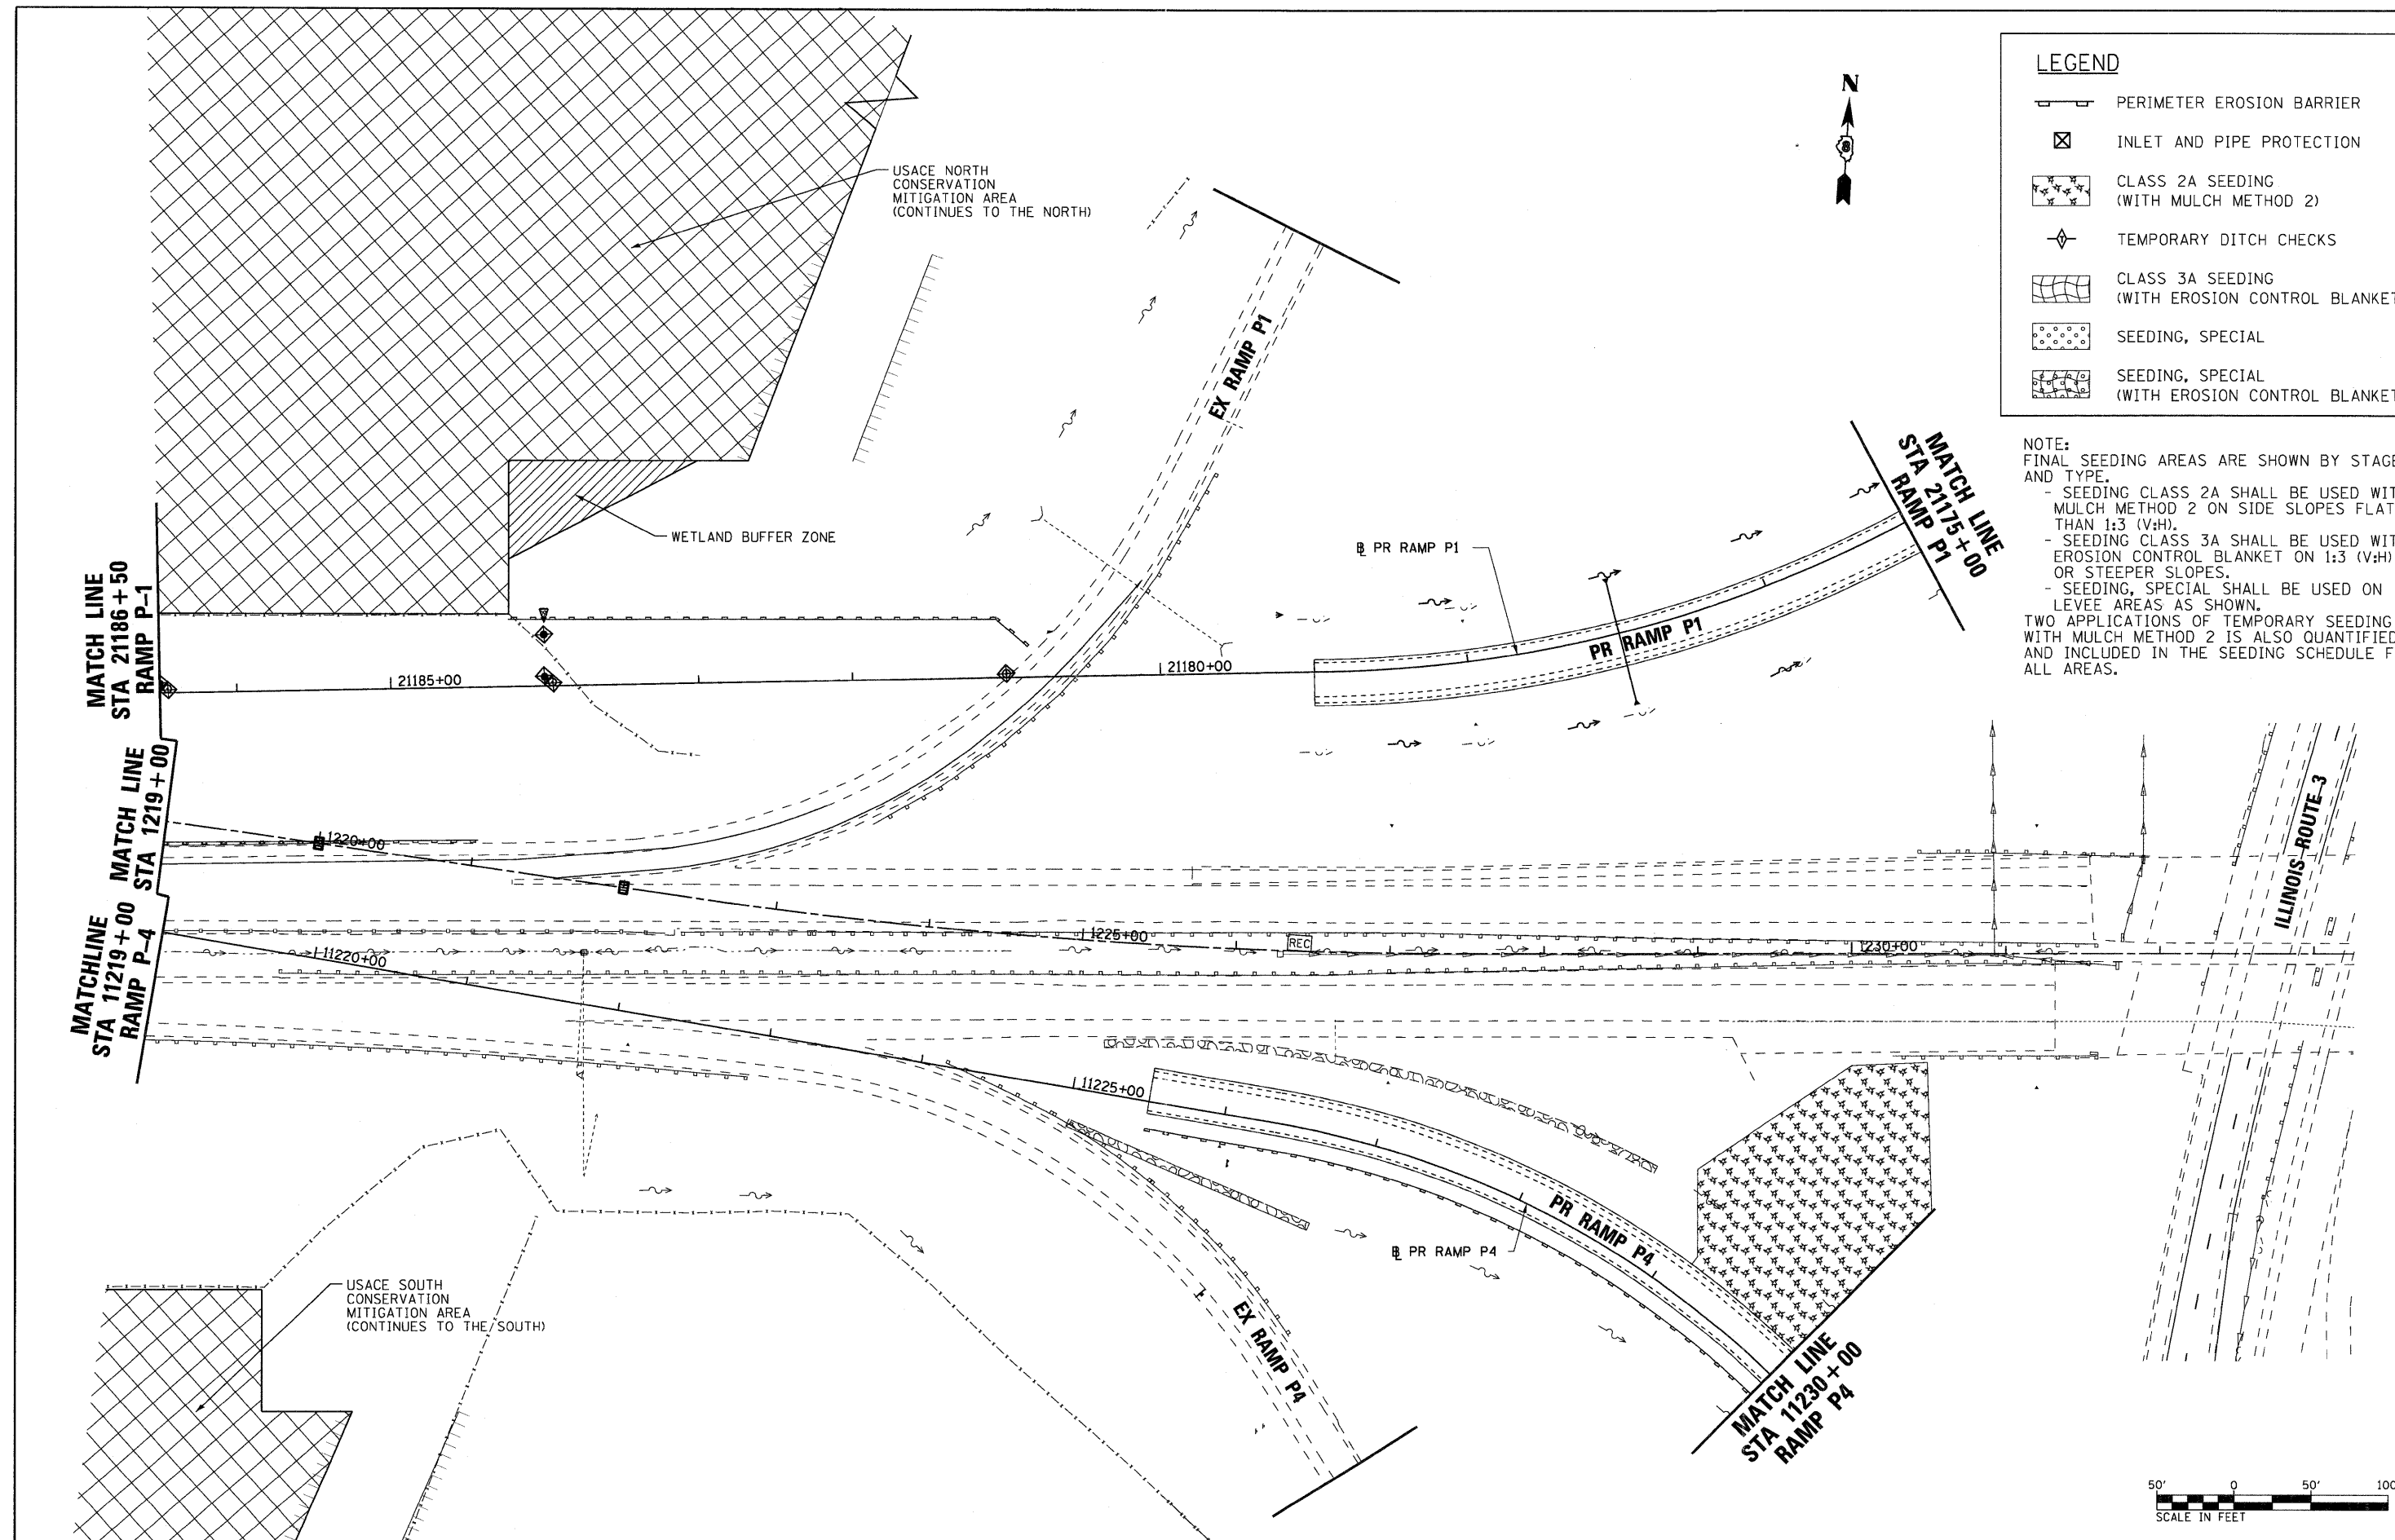 LEGEND
PERIMETER EROSION BARRIER
INLET AND PIPE PROTECTION
CLASS 2A SEEDING
(WITH MULCH METHOD 2)
TEMPORARY DITCH CHECKS
CLASS 3A SEEDING
(WITH EROSION CONTROL BLANKET
SEEDING, SPECIAL
SEEDING, SPECIAL
(WITH EROSION CONTROL BLANKET
NOTE:
FINAL SEEDING AREAS ARE SHOWN BY STAGE
AND TYPE.
- SEEDING CLASS 2A SHALL BE USED WIT
MULCH METHOD 2 ON SIDE SLOPES FLAT
THAN 1:3 (V:H).
- SEEDING CLASS 3A SHALL BE USED WIT
EROSION CONTROL BLANKET ON 1:3 (V:H)
OR STEEPER SLOPES.
- SEEDING, SPECIAL SHALL BE USED ON
LEVEE AREAS AS SHOWN.
TWO APPLICATIONS OF TEMPORARY SEEDING
WITH MULCH METHOD 2 IS ALSO QUANTIFIED
AND INCLUDED IN THE SEEDING SCHEDULE F
ALL AREAS.
N
USACE NORTH
CONSERVATION
MITIGATION AREA
(CONTINUES TO THE NORTH)
WETLAND BUFFER ZONE
EX RAMP P1
℄ PR RAMP P1
PR RAMP P1
MATCH LINE
STA 21175+00
RAMP P1
MATCH LINE
STA 21186+50
RAMP P-1
21185+00
21180+00
MATCH LINE
STA 1219+00
1220+00
1225+00
REC
1230+00
ILLINOIS ROUTE 3
MATCHLINE
STA 11219+00
RAMP P-4
11220+00
11225+00
PR RAMP P4
℄ PR RAMP P4
EX RAMP P4
MATCH LINE
STA 11230+00
RAMP P4
USACE SOUTH
CONSERVATION
MITIGATION AREA
(CONTINUES TO THE SOUTH)
50' 0 50' 100
SCALE IN FEET